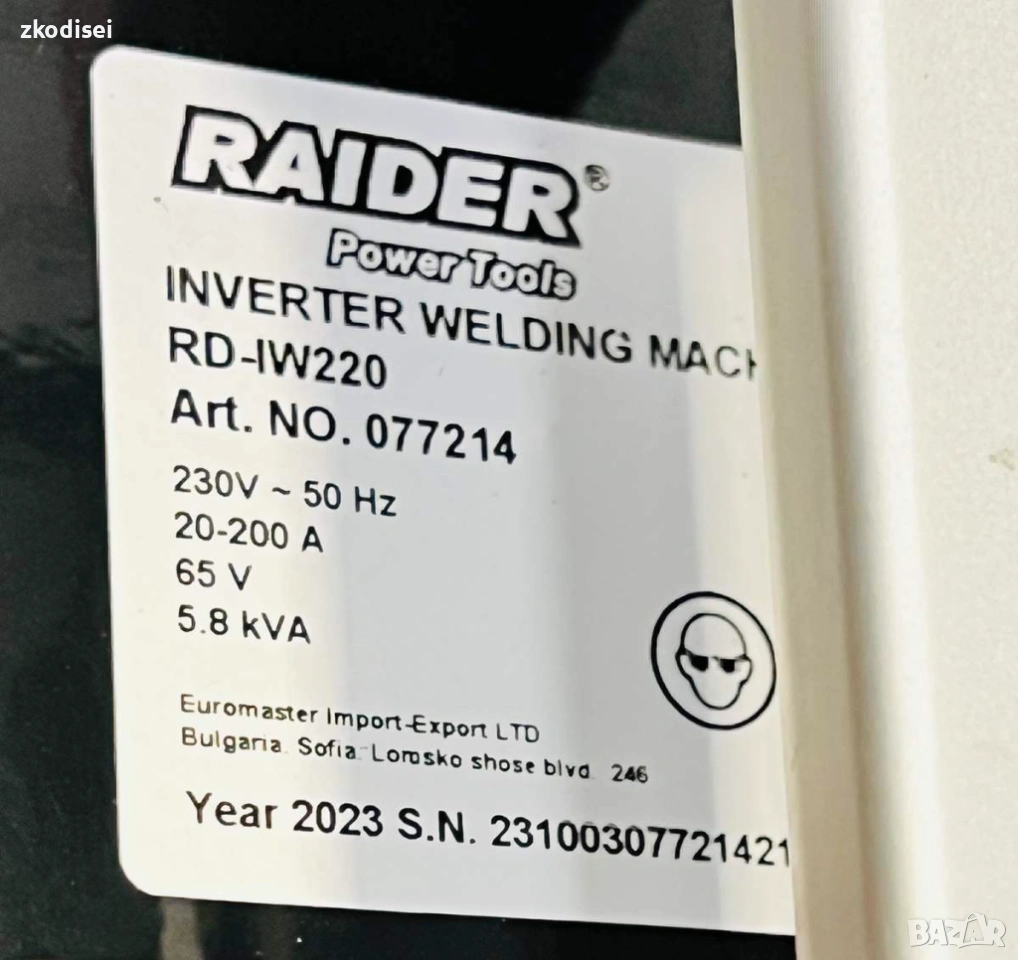 zkodisei
RAIDER®
Power Tools
INVERTER WELDING MACH
RD-IW220
Art. NO. 077214
230V ~ 50 Hz
20-200 A
65 V
5.8 kVA
Euromaster Import-Export LTD
Bulgaria. Sofia. Lomsko shose blvd. 246
Year 2023 S.N. 23100307721421
BAZAR